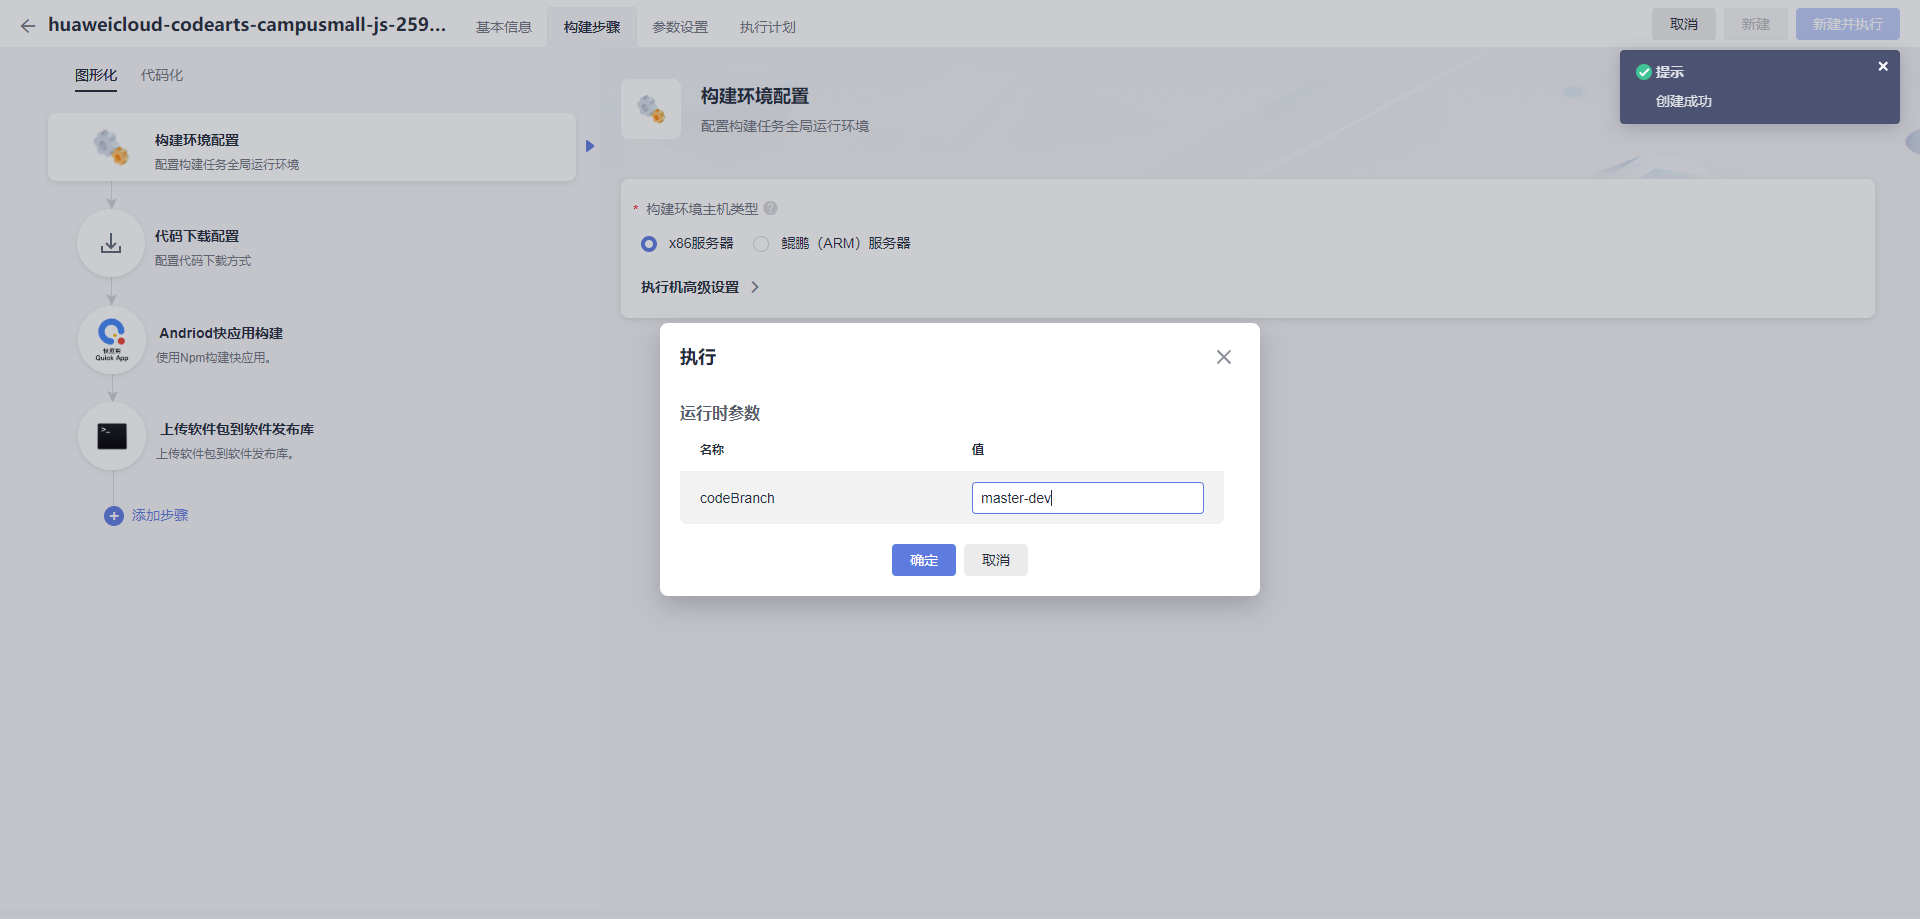 huaweicloud-codearts-campusmall-js-259...
基本信息
构建步骤
参数设置
执行计划
取消
新建
新建并执行
提示
创建成功
图形化
代码化
构建环境配置
配置构建任务全局运行环境
代码下载配置
配置代码下载方式
快应用
Quick App
Andriod快应用构建
使用Npm构建快应用。
>_
上传软件包到软件发布库
上传软件包到软件发布库。
添加步骤
构建环境配置
配置构建任务全局运行环境
* 构建环境主机类型 ?
x86服务器
鲲鹏（ARM）服务器
执行机高级设置
执行
运行时参数
名称
值
codeBranch
master-dev
确定
取消